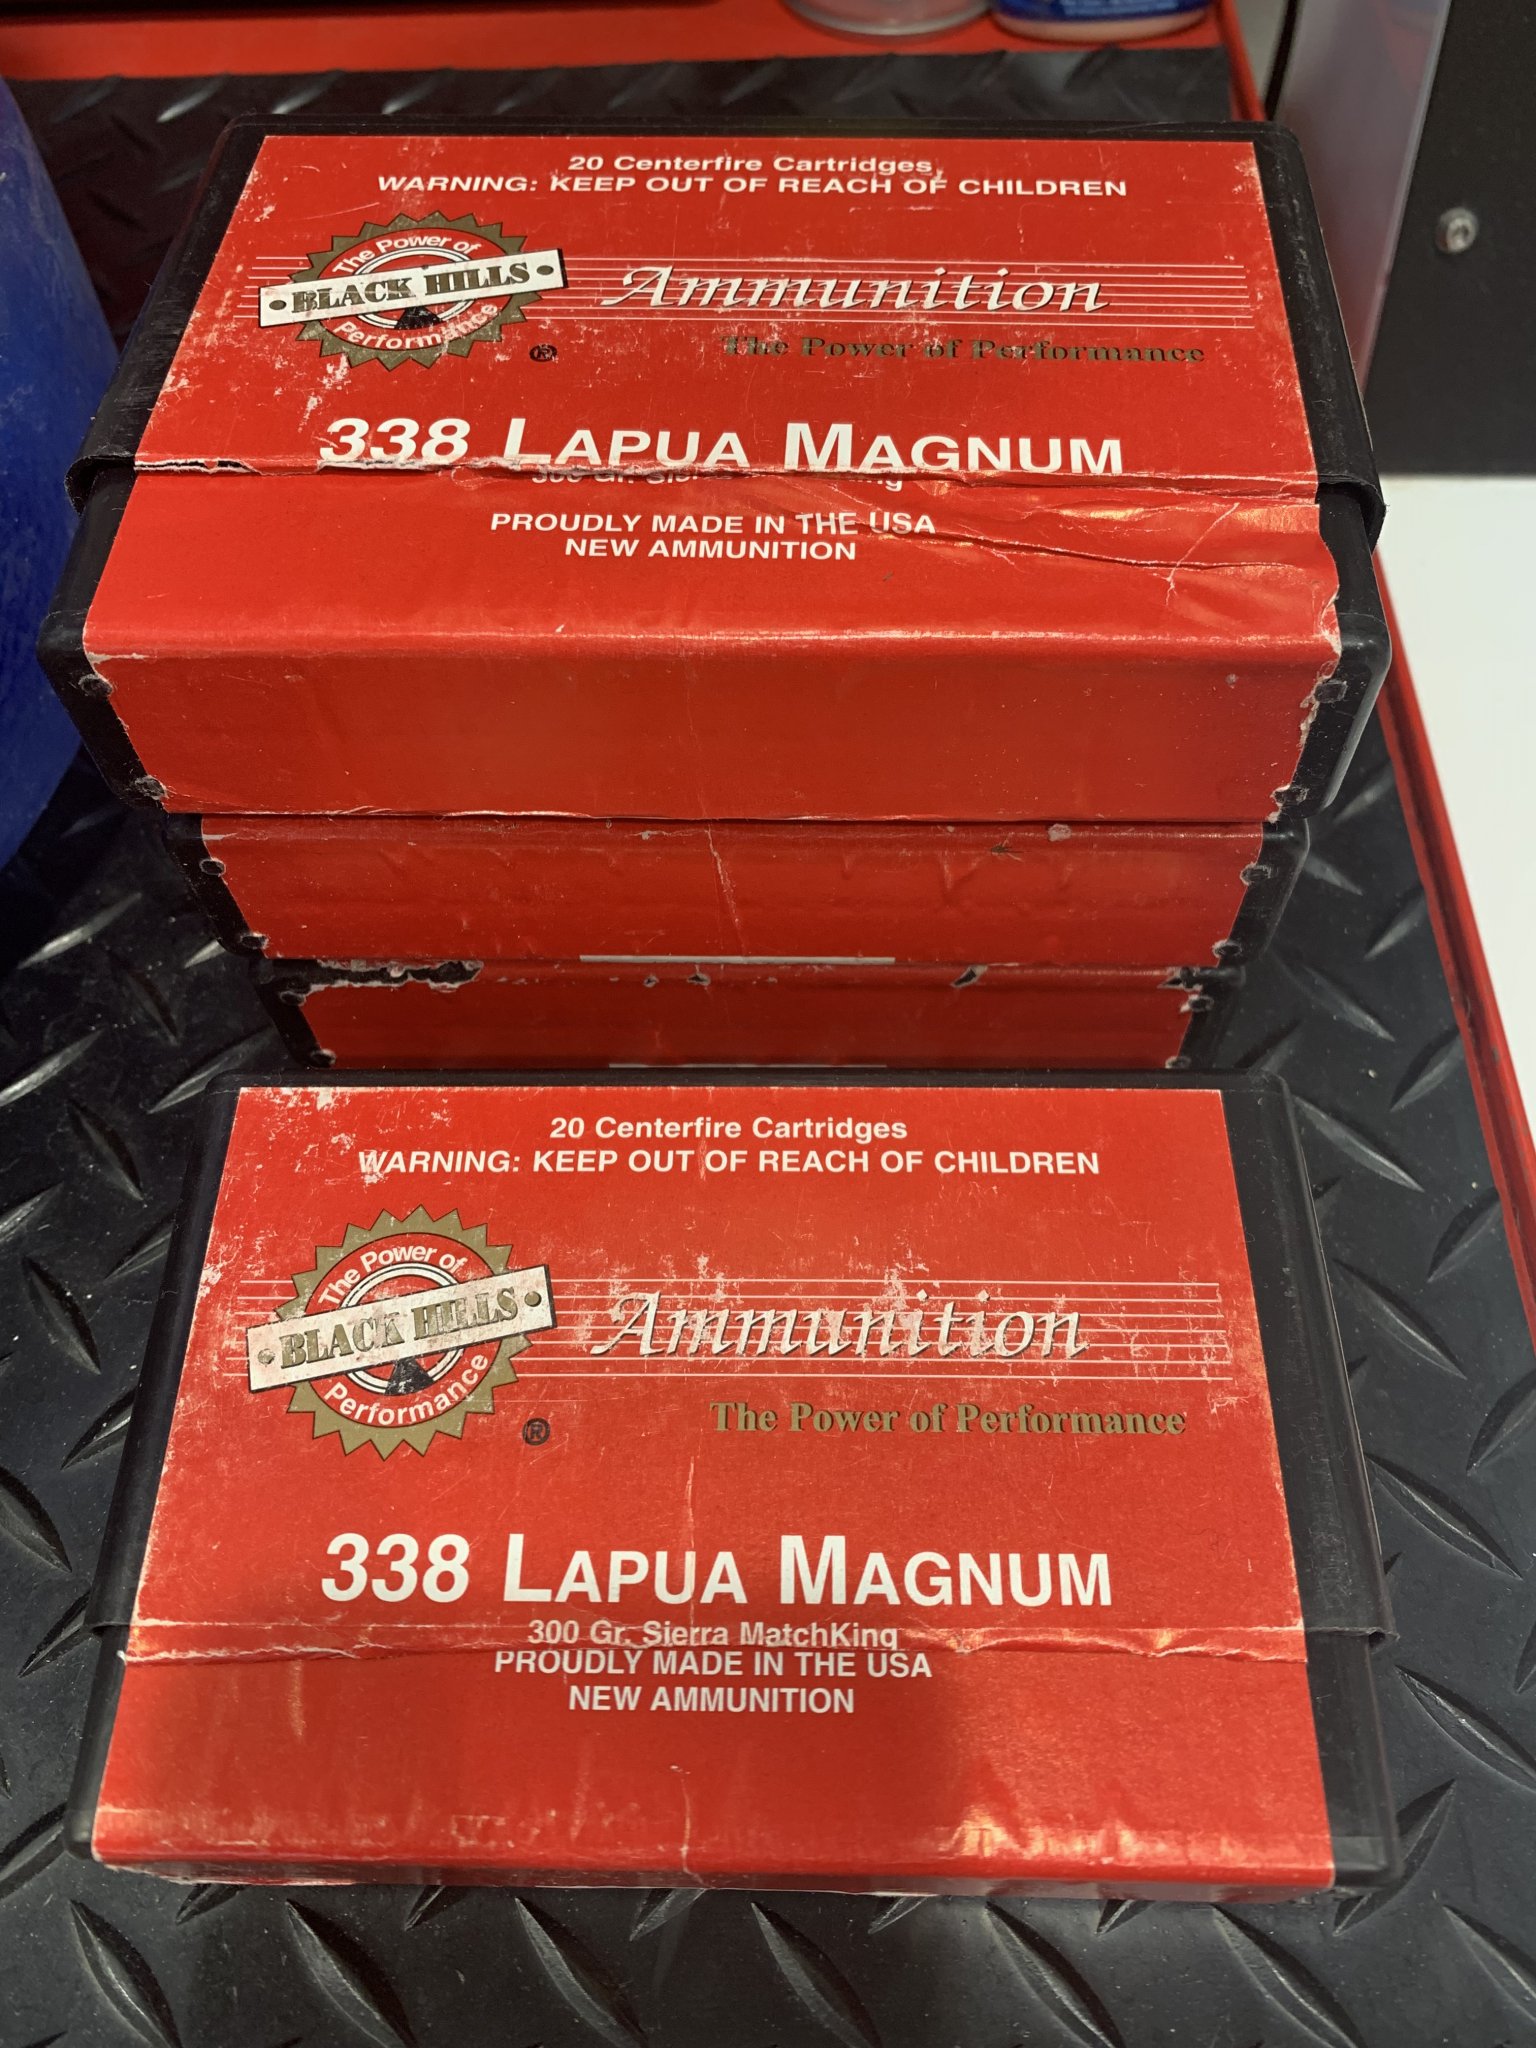 20 Centerfire Cartridges
WARNING: KEEP OUT OF REACH OF CHILDREN
The Power of
• BLACK HILLS •
Performance
®
Ammunition
The Power of Performance
338 LAPUA MAGNUM
300 Gr.
PROUDLY MADE IN THE USA
NEW AMMUNITION
20 Centerfire Cartridges
WARNING: KEEP OUT OF REACH OF CHILDREN
The Power of
• BLACK HILLS •
Performance
®
Ammunition
The Power of Performance
338 LAPUA MAGNUM
300 Gr. Sierra MatchKing
PROUDLY MADE IN THE USA
NEW AMMUNITION